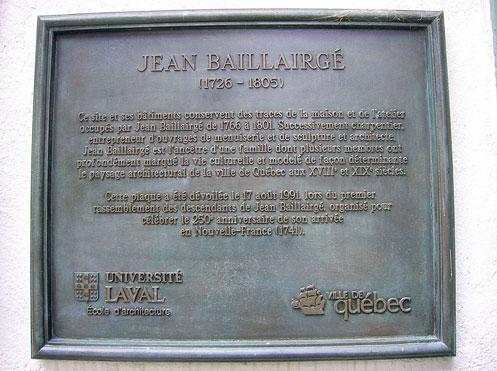 JEAN BAILLAIRGÉ
(1726 - 1805)
Ce site et ses bâtiments conservent des traces de la maison et de l'atelier
occupés par Jean Baillairgé de 1766 à 1801. Successivement charpentier,
entrepreneur d'ouvrages de menuiserie et de sculpture et architecte,
Jean Baillairgé est l'ancêtre d'une famille dont plusieurs membres ont
profondément marqué la vie culturelle et modelé de façon déterminante
le paysage architectural de la ville de Québec aux XVIIIe et XIXe siècles.
Cette plaque a été dévoilée le 17 août 1991, lors du premier
rassemblement des descendants de Jean Baillairgé, organisé pour
célébrer le 250e anniversaire de son arrivée
en Nouvelle-France (1741).
UNIVERSITÉ
LAVAL
École d'architecture
VILLE DE
QUÉBEC